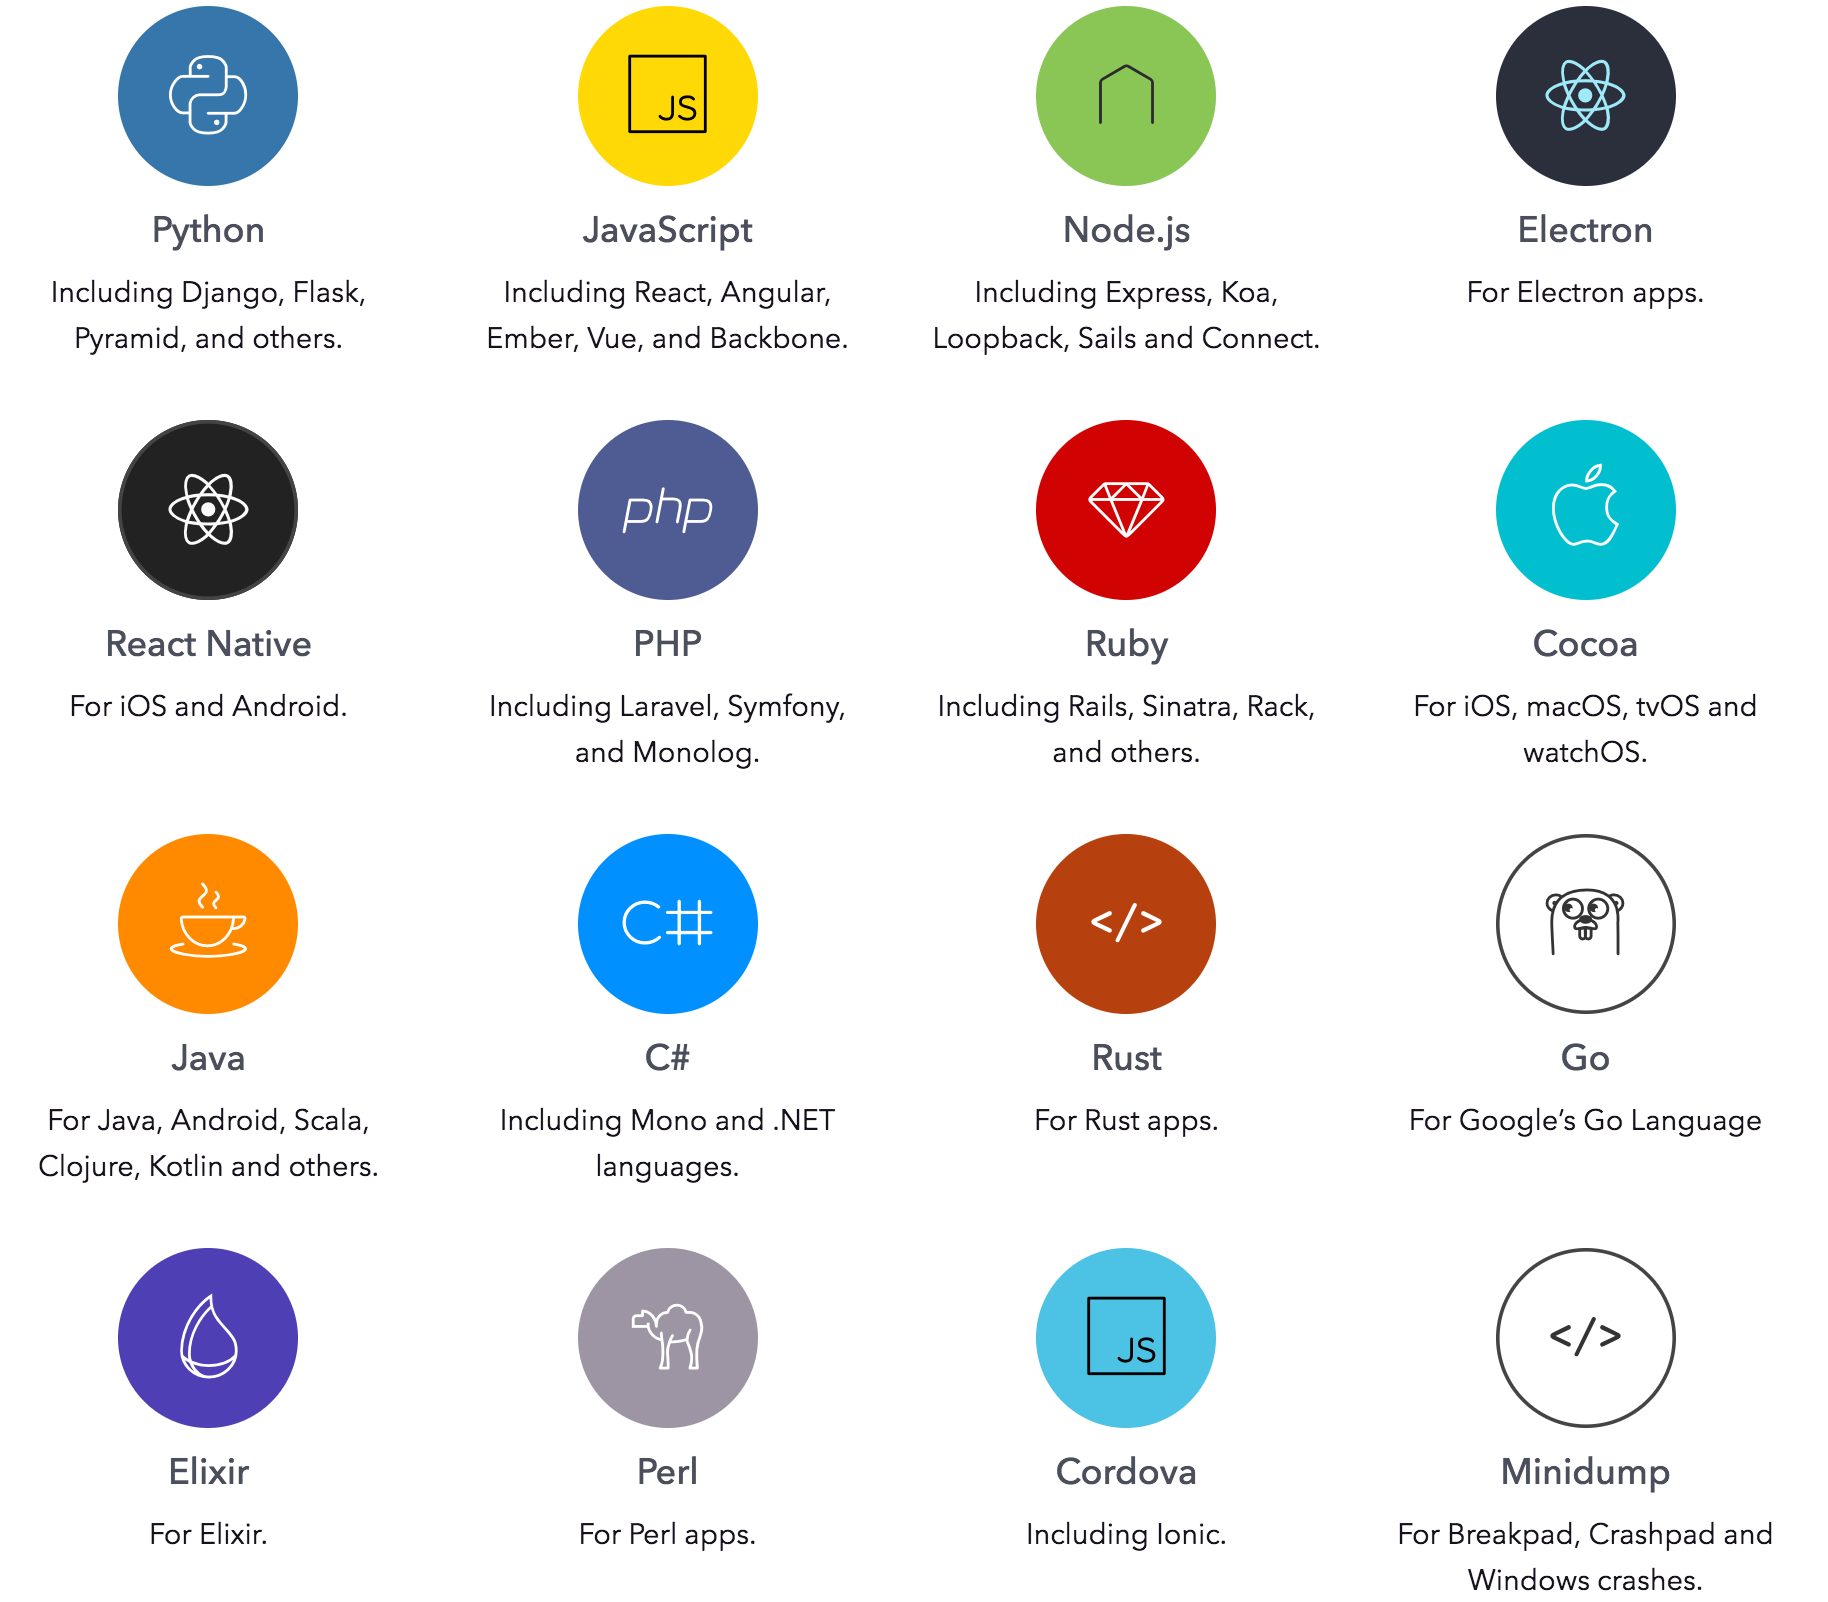 Python
Including Django, Flask,
Pyramid, and others.
JS
JavaScript
Including React, Angular,
Ember, Vue, and Backbone.
Node.js
Including Express, Koa,
Loopback, Sails and Connect.
Electron
For Electron apps.
React Native
For iOS and Android.
php
PHP
Including Laravel, Symfony,
and Monolog.
Ruby
Including Rails, Sinatra, Rack,
and others.
Cocoa
For iOS, macOS, tvOS and
watchOS.
Java
For Java, Android, Scala,
Clojure, Kotlin and others.
C#
C#
Including Mono and .NET
languages.
</>
Rust
For Rust apps.
Go
For Google’s Go Language
Elixir
For Elixir.
Perl
For Perl apps.
JS
Cordova
Including Ionic.
</>
Minidump
For Breakpad, Crashpad and
Windows crashes.